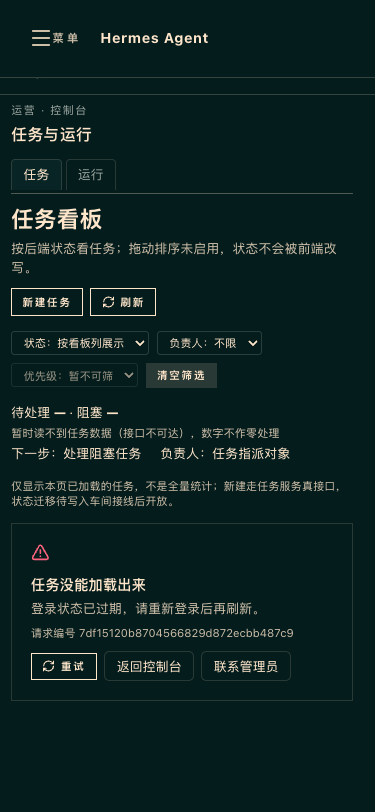 菜单 Hermes Agent
运营 · 控制台
任务与运行
任务 运行
任务看板
按后端状态看任务；拖动排序未启用，状态不会被前端改
写。
新建任务 刷新
状态：按看板列展示 负责人：不限
优先级：暂不可筛 清空筛选
待处理 — · 阻塞 —
暂时读不到任务数据（接口不可达），数字不作零处理
下一步：处理阻塞任务 负责人：任务指派对象
仅显示本页已加载的任务，不是全量统计；新建走任务服务真接口，
状态迁移待写入车间接线后开放。
任务没能加载出来
登录状态已过期，请重新登录后再刷新。
请求编号 7df15120b8704566829d872ecbb487c9
重试 返回控制台 联系管理员